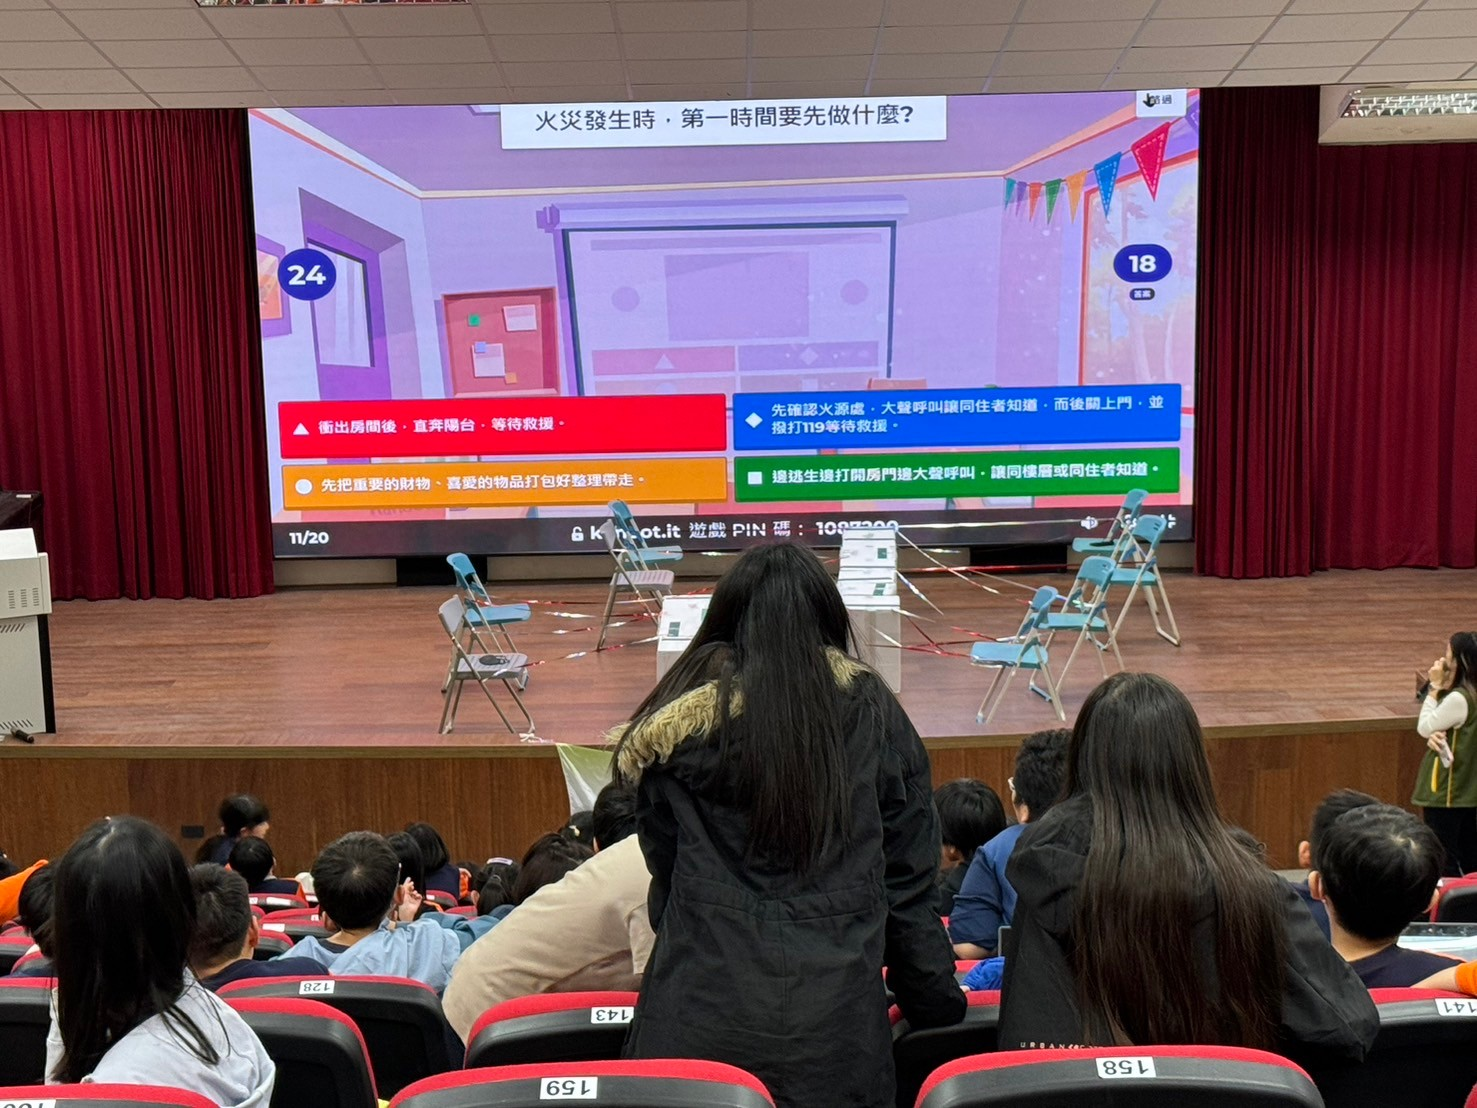 火災發生時，第一時間要先做什麼?
24
18
答案
▲ 衝出房間後，直奔陽台，等待救援。
◆ 先確認火源處，大聲呼叫讓同住者知道，而後關上門，並
撥打119等待救援。
● 先把重要的財物、喜愛的物品打包好整理帶走。
■ 邊逃生邊打開房門邊大聲呼叫，讓同樓層或同住者知道。
11/20
遊戲 PIN 碼：
128
143
141
159
158
URBAN